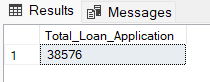 Results Messages
Total_Loan_Application
1 38576